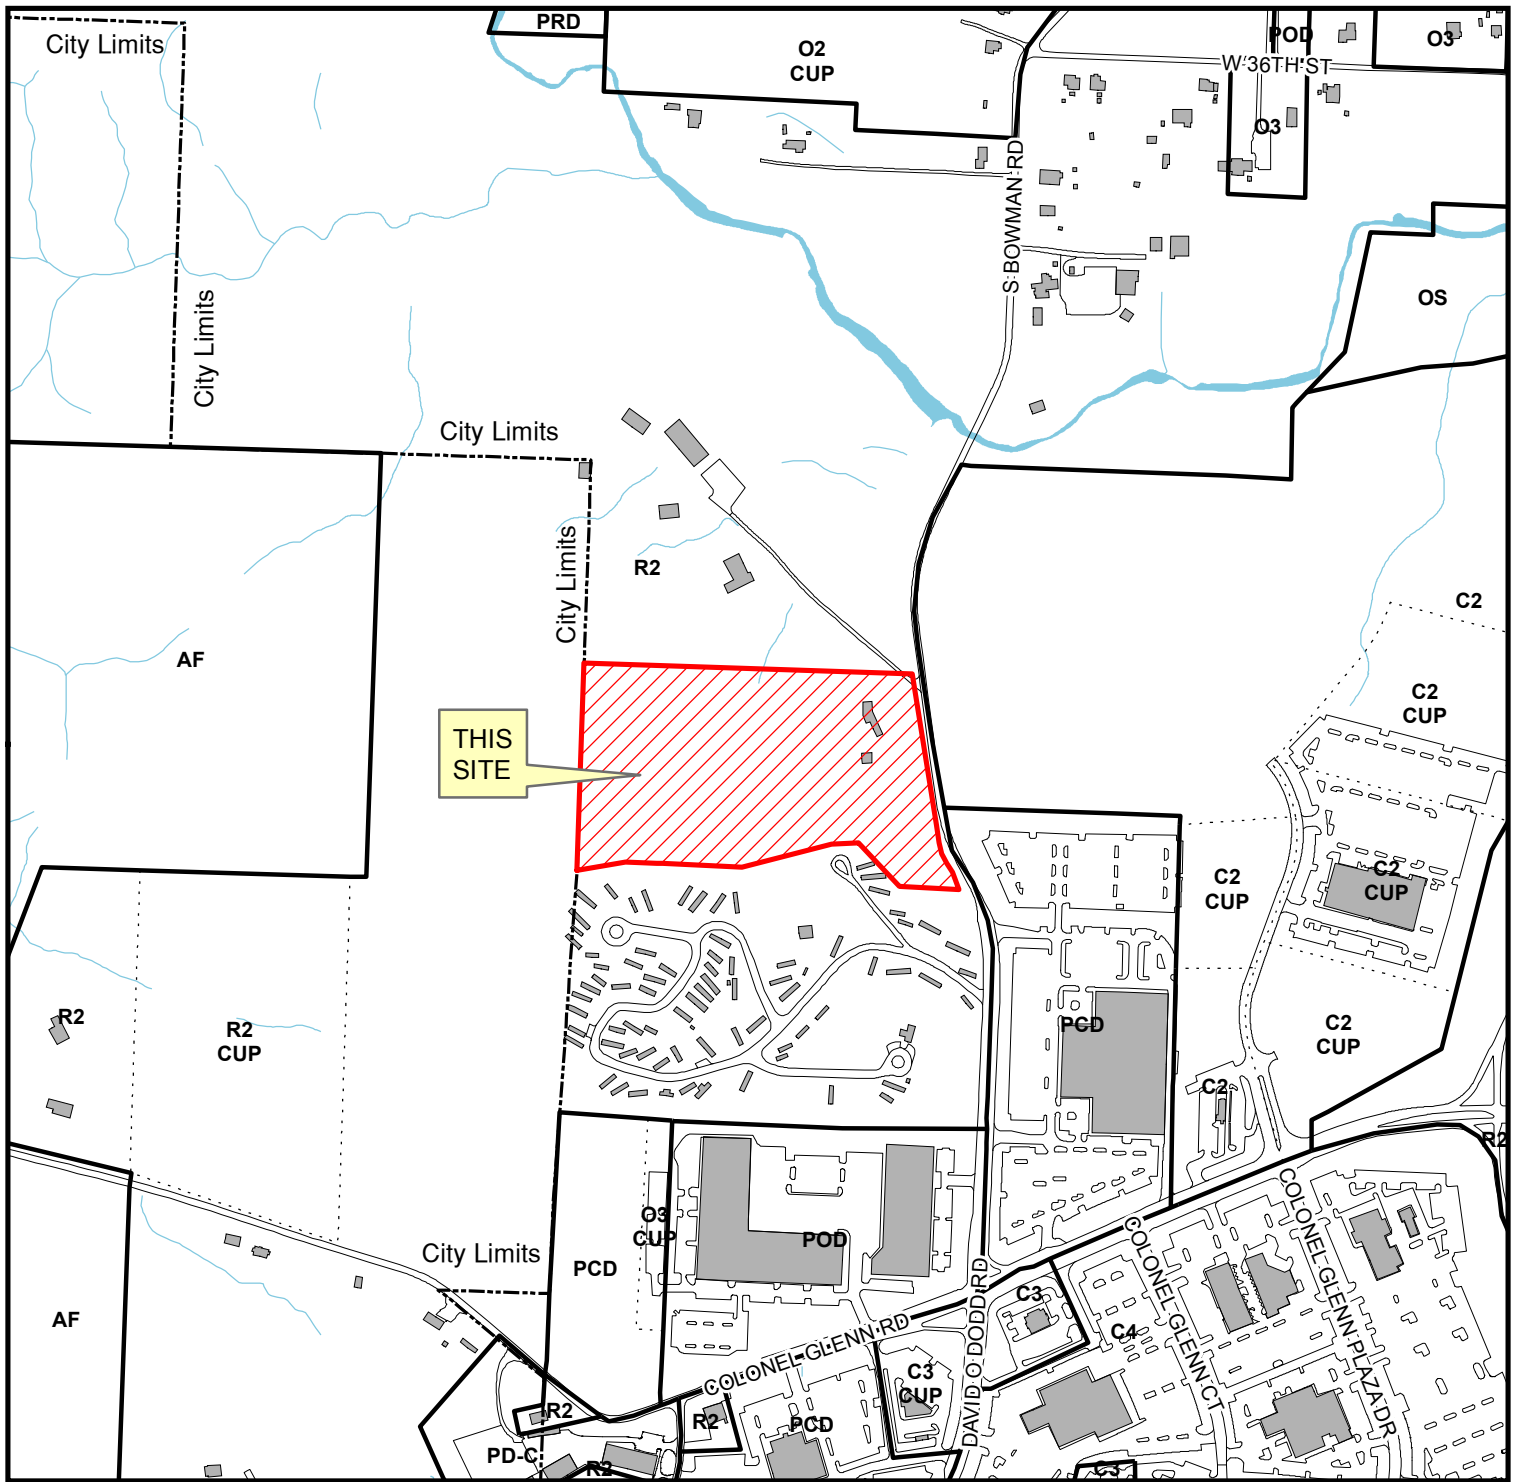 PRD
City Limits
O2
CUP
POD
O3
W 36TH ST
O3
S BOWMAN RD
City Limits
OS
City Limits
City Limits
R2
C2
AF
C2
CUP
THIS
SITE
C2
CUP
C2
CUP
R2
R2
CUP
PCD
C2
CUP
C2
R2
O3
CUP
POD
City Limits
PCD
COLONEL GLENN RD
DAVID O DODD RD
COLONEL GLENN CT
COLONEL GLENN PLAZA DR
C3
C4
AF
C3
CUP
R2
R2
PCD
PD-C
R2
C3